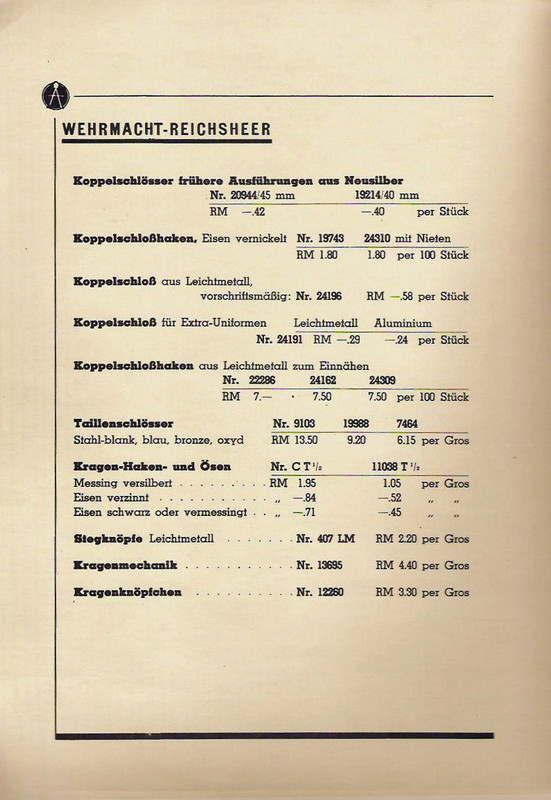 WEHRMACHT-REICHSHEER
Koppelschlösser frühere Ausführungen aus Neusilber
Nr. 20944/45 mm 19214/40 mm
RM —.42 —.40 per Stück
Koppelschloßhaken, Eisen vernickelt Nr. 19743 24310 mit Nieten
RM 1.80 1.80 per 100 Stück
Koppelschloß aus Leichtmetall,
vorschriftsmäßig: Nr. 24196 RM —.58 per Stück
Koppelschloß für Extra-Uniformen Leichtmetall Aluminium
Nr. 24191 RM —.29 —.24 per Stück
Koppelschloßhaken aus Leichtmetall zum Einnähen
Nr. 22286 24162 24309
RM 7.— 7.50 7.50 per 100 Stück
Taillenschlösser Nr. 9103 19988 7464
Stahl-blank, blau, bronze, oxyd RM 13.50 9.20 6.15 per Gros
Kragen-Haken- und Ösen Nr. C T ½ 11038 T ½
Messing versilbert . . . . . . . . . RM 1.95 1.05 per Gros
Eisen verzinnt . . . . . . . . . . . „ —.84 —.52 „ „
Eisen schwarz oder vermessingt . . „ —.71 —.45 „ „
Stegknöpfe Leichtmetall . . . . . . . Nr. 407 LM RM 2.20 per Gros
Kragenmechanik . . . . . . . . . . . Nr. 13695 RM 4.40 per Gros
Kragenknöpfchen . . . . . . . . . . Nr. 12260 RM 3.30 per Gros